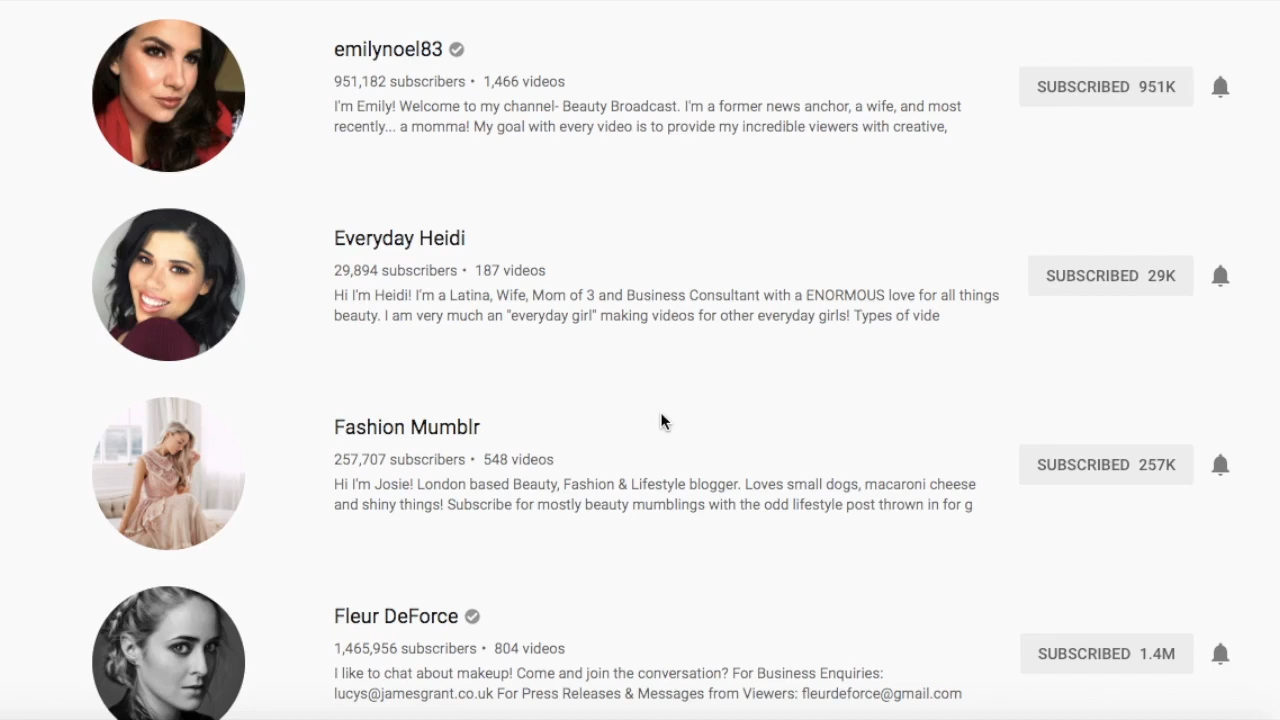 emilynoel83
951,182 subscribers • 1,466 videos
SUBSCRIBED 951K
I'm Emily! Welcome to my channel- Beauty Broadcast. I'm a former news anchor, a wife, and most
recently... a momma! My goal with every video is to provide my incredible viewers with creative,
Everyday Heidi
29,894 subscribers • 187 videos
SUBSCRIBED 29K
Hi I'm Heidi! I'm a Latina, Wife, Mom of 3 and Business Consultant with a ENORMOUS love for all things
beauty. I am very much an "everyday girl" making videos for other everyday girls! Types of vide
Fashion Mumblr
257,707 subscribers • 548 videos
SUBSCRIBED 257K
Hi I'm Josie! London based Beauty, Fashion & Lifestyle blogger. Loves small dogs, macaroni cheese
and shiny things! Subscribe for mostly beauty mumblings with the odd lifestyle post thrown in for g
Fleur DeForce
1,465,956 subscribers • 804 videos
SUBSCRIBED 1.4M
I like to chat about makeup! Come and join the conversation? For Business Enquiries:
lucys@jamesgrant.co.uk For Press Releases & Messages from Viewers: fleurdeforce@gmail.com